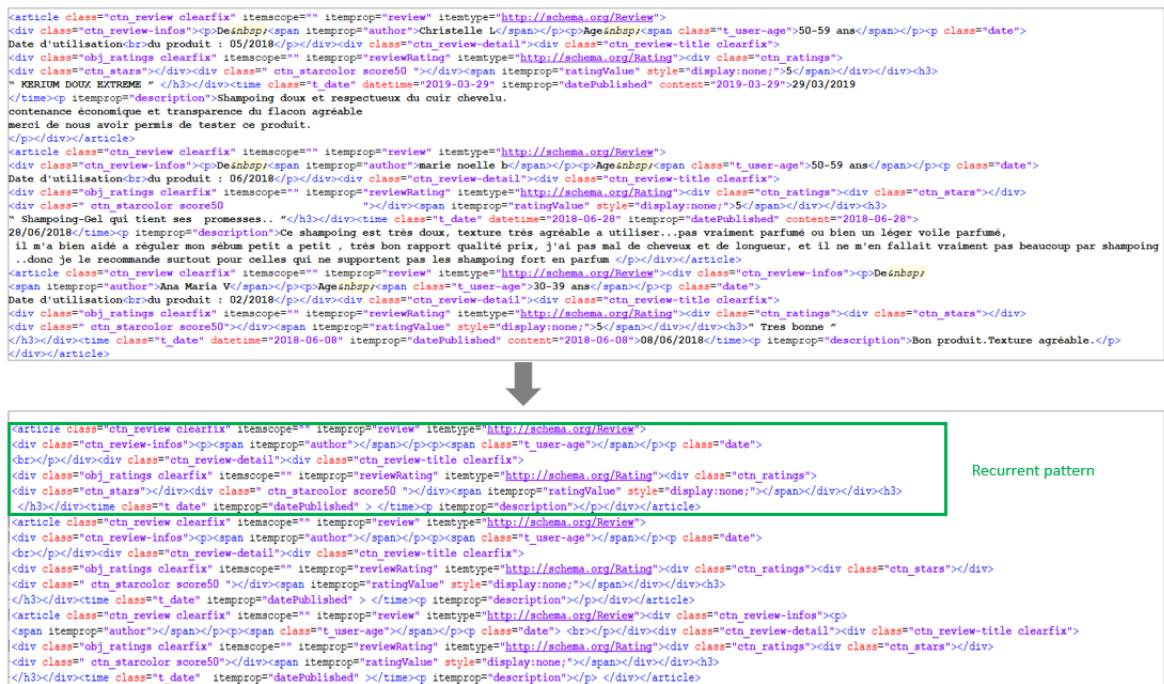 <article class="ctn_review clearfix" itemscope="" itemprop="review" itemtype="http://schema.org/Review">
<div class="ctn_review-infos"><p>De&nbsp;<span itemprop="author">Christelle L</span></p><p>Age&nbsp;<span class="t_user-age">50-59 ans</span></p><p class="date">
Date d'utilisation<br>du produit : 05/2018</p></div><div class="ctn_review-detail"><div class="ctn_review-title clearfix">
<div class="obj_ratings clearfix" itemscope="" itemprop="reviewRating" itemtype="http://schema.org/Rating"><div class="ctn_ratings">
<div class="ctn_stars"></div><div class=" ctn_starcolor score50 "></div><span itemprop="ratingValue" style="display:none;">5</span></div></div><h3>
" KERIUM DOUX EXTREME " </h3></div><time class="t_date" datetime="2019-03-29" itemprop="datePublished" content="2019-03-29">29/03/2019
</time><p itemprop="description">Shampoing doux et respectueux du cuir chevelu.
contenance économique et transparence du flacon agréable
merci de nous avoir permis de tester ce produit.
</p></div></article>
<article class="ctn_review clearfix" itemscope="" itemprop="review" itemtype="http://schema.org/Review">
<div class="ctn_review-infos"><p>De&nbsp;<span itemprop="author">marie noelle b</span></p><p>Age&nbsp;<span class="t_user-age">50-59 ans</span></p><p class="date">
Date d'utilisation<br>du produit : 06/2018</p></div><div class="ctn_review-detail"><div class="ctn_review-title clearfix">
<div class="obj_ratings clearfix" itemscope="" itemprop="reviewRating" itemtype="http://schema.org/Rating"><div class="ctn_ratings"><div class="ctn_stars"></div>
<div class=" ctn_starcolor score50 "></div><span itemprop="ratingValue" style="display:none;">5</span></div></div><h3>
" Shampoing-Gel qui tient ses promesses.. "</h3></div><time class="t_date" datetime="2018-06-28" itemprop="datePublished" content="2018-06-28">
28/06/2018</time><p itemprop="description">Ce shampoing est très doux, texture très agréable a utiliser...pas vraiment parfumé ou bien un léger voile parfumé,
il m'a bien aidé a réguler mon sébum petit a petit , très bon rapport qualité prix, j'ai pas mal de cheveux et de longueur, et il ne m'en fallait vraiment pas beaucoup par shampoing
..donc je le recommande surtout pour celles qui ne supportent pas les shampoing fort en parfum </p></div></article>
<article class="ctn_review clearfix" itemscope="" itemprop="review" itemtype="http://schema.org/Review"><div class="ctn_review-infos"><p>De&nbsp;
<span itemprop="author">Ana Maria V</span></p><p>Age&nbsp;<span class="t_user-age">30-39 ans</span></p><p class="date">
Date d'utilisation<br>du produit : 02/2018</p></div><div class="ctn_review-detail"><div class="ctn_review-title clearfix">
<div class="obj_ratings clearfix" itemscope="" itemprop="reviewRating" itemtype="http://schema.org/Rating"><div class="ctn_ratings"><div class="ctn_stars"></div>
<div class=" ctn_starcolor score50"></div><span itemprop="ratingValue" style="display:none;">5</span></div></div><h3>" Tres bonne "
</h3></div><time class="t_date" datetime="2018-06-08" itemprop="datePublished" content="2018-06-08">08/06/2018</time><p itemprop="description">Bon produit.Texture agréable.</p>
</div></article>
<article class="ctn_review clearfix" itemscope="" itemprop="review" itemtype="http://schema.org/Review">
<div class="ctn_review-infos"><p><span itemprop="author"></span></p><p><span class="t_user-age"></span></p><p class="date">
<br></p></div><div class="ctn_review-detail"><div class="ctn_review-title clearfix">
<div class="obj_ratings clearfix" itemscope="" itemprop="reviewRating" itemtype="http://schema.org/Rating"><div class="ctn_ratings">
<div class="ctn_stars"></div><div class=" ctn_starcolor score50 "></div><span itemprop="ratingValue" style="display:none;"></span></div></div><h3>
</h3></div><time class="t_date" itemprop="datePublished" > </time><p itemprop="description"></p></div></article>
Recurrent pattern
<article class="ctn_review clearfix" itemscope="" itemprop="review" itemtype="http://schema.org/Review">
<div class="ctn_review-infos"><p><span itemprop="author"></span></p><p><span class="t_user-age"></span></p><p class="date">
<br></p></div><div class="ctn_review-detail"><div class="ctn_review-title clearfix">
<div class="obj_ratings clearfix" itemscope="" itemprop="reviewRating" itemtype="http://schema.org/Rating"><div class="ctn_ratings"><div class="ctn_stars"></div>
<div class=" ctn_starcolor score50 "></div><span itemprop="ratingValue" style="display:none;"></span></div></div><h3>
</h3></div><time class="t_date" itemprop="datePublished" > </time><p itemprop="description"></p></div></article>
<article class="ctn_review clearfix" itemscope="" itemprop="review" itemtype="http://schema.org/Review"><div class="ctn_review-infos"><p>
<span itemprop="author"></span></p><p><span class="t_user-age"></span></p><p class="date"> <br></p></div><div class="ctn_review-detail"><div class="ctn_review-title clearfix">
<div class="obj_ratings clearfix" itemscope="" itemprop="reviewRating" itemtype="http://schema.org/Rating"><div class="ctn_ratings"><div class="ctn_stars"></div>
<div class=" ctn_starcolor score50"></div><span itemprop="ratingValue" style="display:none;"></span></div></div><h3>
</h3></div><time class="t_date" itemprop="datePublished" ></time><p itemprop="description"></p> </div></article>